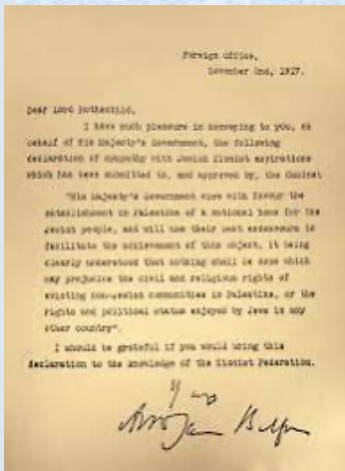 Foreign Office,
November 2nd, 1917.
Dear Lord Rothschild,
I have much pleasure in conveying to you, on
behalf of His Majesty's Government, the following
declaration of sympathy with Jewish Zionist aspirations
which has been submitted to, and approved by, the Cabinet
"His Majesty's Government view with favour the
establishment in Palestine of a national home for the
Jewish people, and will use their best endeavours to
facilitate the achievement of this object, it being
clearly understood that nothing shall be done which
may prejudice the civil and religious rights of
existing non-Jewish communities in Palestine, or the
rights and political status enjoyed by Jews in any
other country".
I should be grateful if you would bring this
declaration to the knowledge of the Zionist Federation.